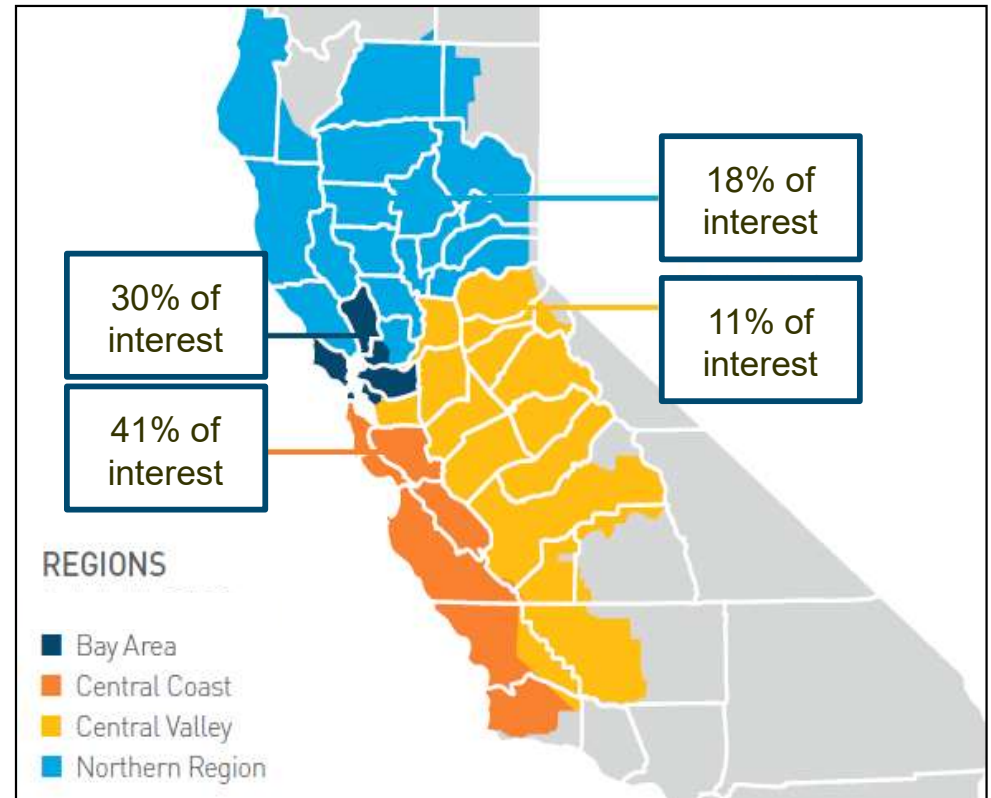 18% of
interest
30% of
interest
11% of
interest
41% of
interest
REGIONS
Bay Area
Central Coast
Central Valley
Northern Region